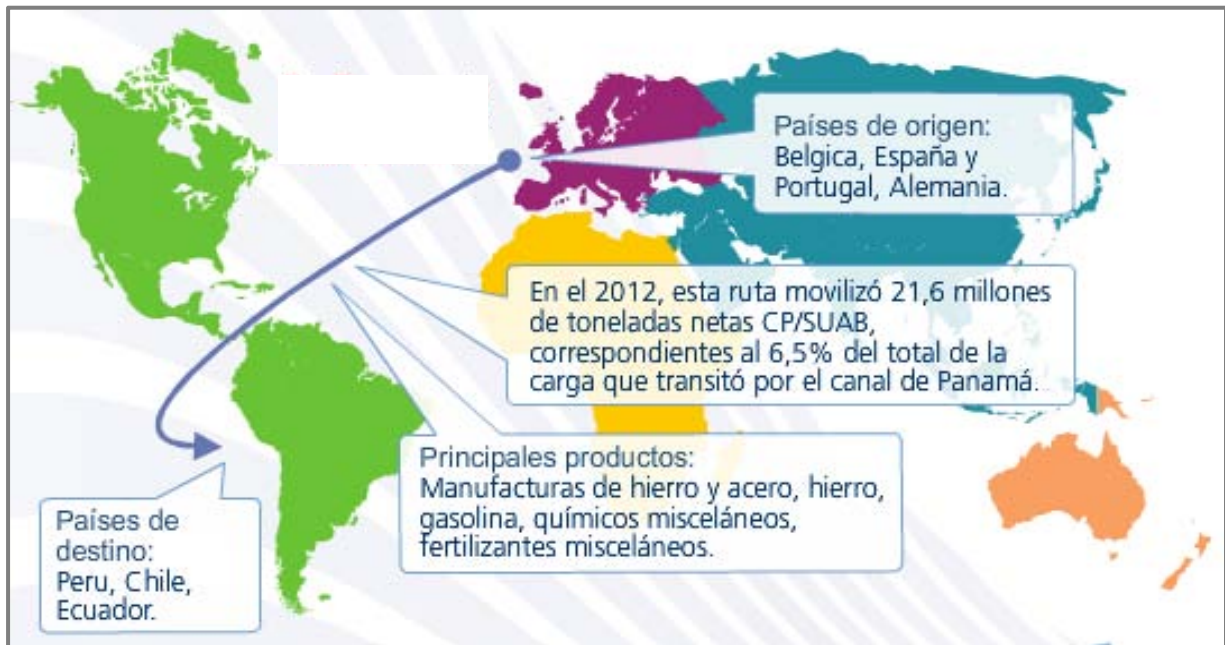 Países de origen:
Belgica, España y
Portugal, Alemania.
En el 2012, esta ruta movilizó 21,6 millones
de toneladas netas CP/SUAB,
correspondientes al 6,5% del total de la
carga que transitó por el canal de Panamá.
Principales productos:
Manufacturas de hierro y acero, hierro,
gasolina, químicos misceláneos,
fertilizantes misceláneos.
Países de
destino:
Peru, Chile,
Ecuador.